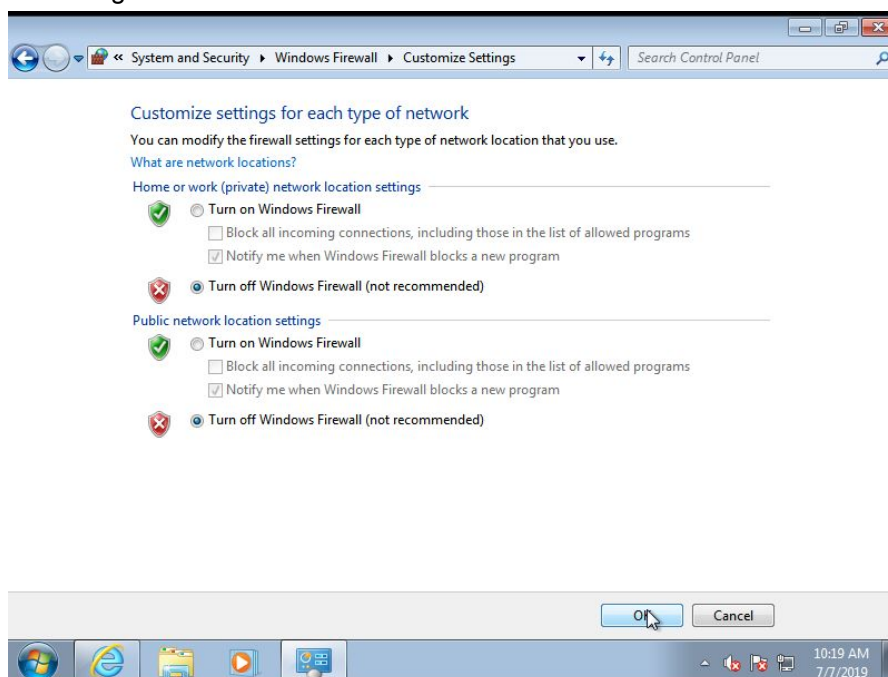 « System and Security ▸ Windows Firewall ▸ Customize Settings
Search Control Panel
Customize settings for each type of network
You can modify the firewall settings for each type of network location that you use.
What are network locations?
Home or work (private) network location settings
Turn on Windows Firewall
Block all incoming connections, including those in the list of allowed programs
Notify me when Windows Firewall blocks a new program
Turn off Windows Firewall (not recommended)
Public network location settings
Turn on Windows Firewall
Block all incoming connections, including those in the list of allowed programs
Notify me when Windows Firewall blocks a new program
Turn off Windows Firewall (not recommended)
OK Cancel
10:19 AM
7/7/2019